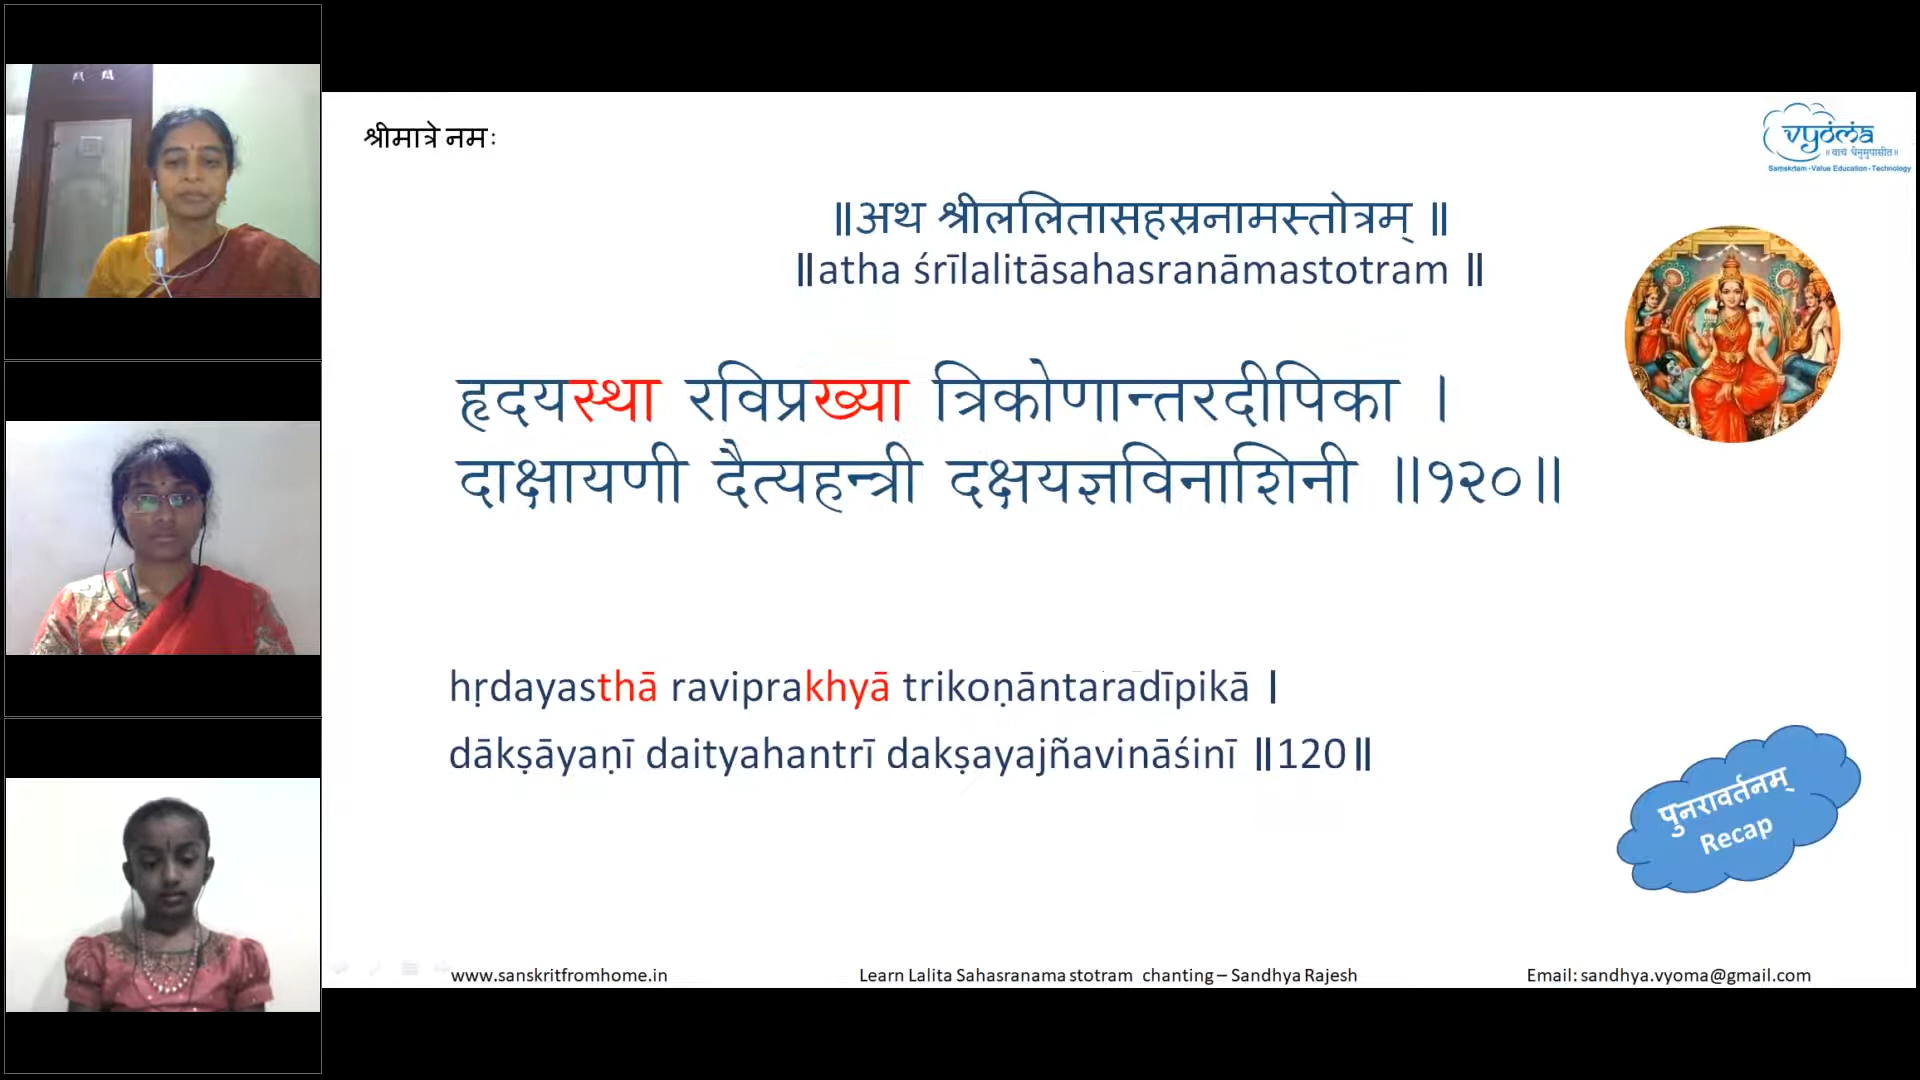 श्रीमात्रे नमः
vyoma
॥ वाचं धेनुमुपासीत॥
Saṃskṛtam - Value Education - Technology
॥अथ श्रीललितासहस्रनामस्तोत्रम् ॥
॥atha śrīlalitāsahasranāmastotram ॥
हृदयस्था रविप्रख्या त्रिकोणान्तरदीपिका ।
दाक्षायणी दैत्यहन्त्री दक्षयज्ञविनाशिनी ॥१२०॥
hṛdayasthā raviprakhyā trikoṇāntaradīpikā ।
dākṣāyaṇī daityahantrī dakṣayajñavināśinī ॥120॥
पुनरावर्तनम्
Recap
www.sanskritfromhome.in
Learn Lalita Sahasranama stotram chanting – Sandhya Rajesh
Email: sandhya.vyoma@gmail.com